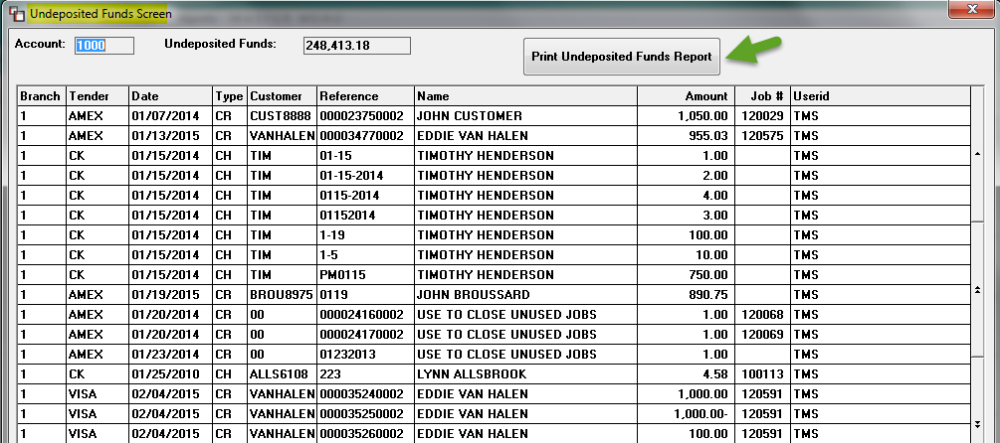 Undeposited Funds Screen
Account: 1000 Undeposited Funds: 248,413.18 Print Undeposited Funds Report
Branch Tender Date Type Customer Reference Name Amount Job # Userid
1 AMEX 01/07/2014 CR CUST8888 000023750002 JOHN CUSTOMER 1,050.00 120029 TMS
1 AMEX 01/13/2015 CR VANHALEN 000034770002 EDDIE VAN HALEN 955.03 120575 TMS
1 CK 01/15/2014 CH TIM 01-15 TIMOTHY HENDERSON 1.00 TMS
1 CK 01/15/2014 CH TIM 01-15-2014 TIMOTHY HENDERSON 2.00 TMS
1 CK 01/15/2014 CH TIM 0115-2014 TIMOTHY HENDERSON 4.00 TMS
1 CK 01/15/2014 CH TIM 01152014 TIMOTHY HENDERSON 3.00 TMS
1 CK 01/15/2014 CH TIM 1-19 TIMOTHY HENDERSON 100.00 TMS
1 CK 01/15/2014 CH TIM 1-5 TIMOTHY HENDERSON 10.00 TMS
1 CK 01/15/2014 CH TIM PM0115 TIMOTHY HENDERSON 750.00 TMS
1 AMEX 01/19/2015 CR BROU8975 0119 JOHN BROUSSARD 890.75 TMS
1 AMEX 01/20/2014 CR 00 000024160002 USE TO CLOSE UNUSED JOBS 1.00 120068 TMS
1 AMEX 01/20/2014 CR 00 000024170002 USE TO CLOSE UNUSED JOBS 1.00 120069 TMS
1 AMEX 01/23/2014 CR 00 01232013 USE TO CLOSE UNUSED JOBS 1.00 TMS
1 CK 01/25/2010 CH ALLS6108 223 LYNN ALLSBROOK 4.58 100113 TMS
1 VISA 02/04/2015 CR VANHALEN 000035240002 EDDIE VAN HALEN 1,000.00 120591 TMS
1 VISA 02/04/2015 CR VANHALEN 000035250002 EDDIE VAN HALEN 1,000.00- 120591 TMS
1 VISA 02/04/2015 CR VANHALEN 000035260002 EDDIE VAN HALEN 100.00 120591 TMS